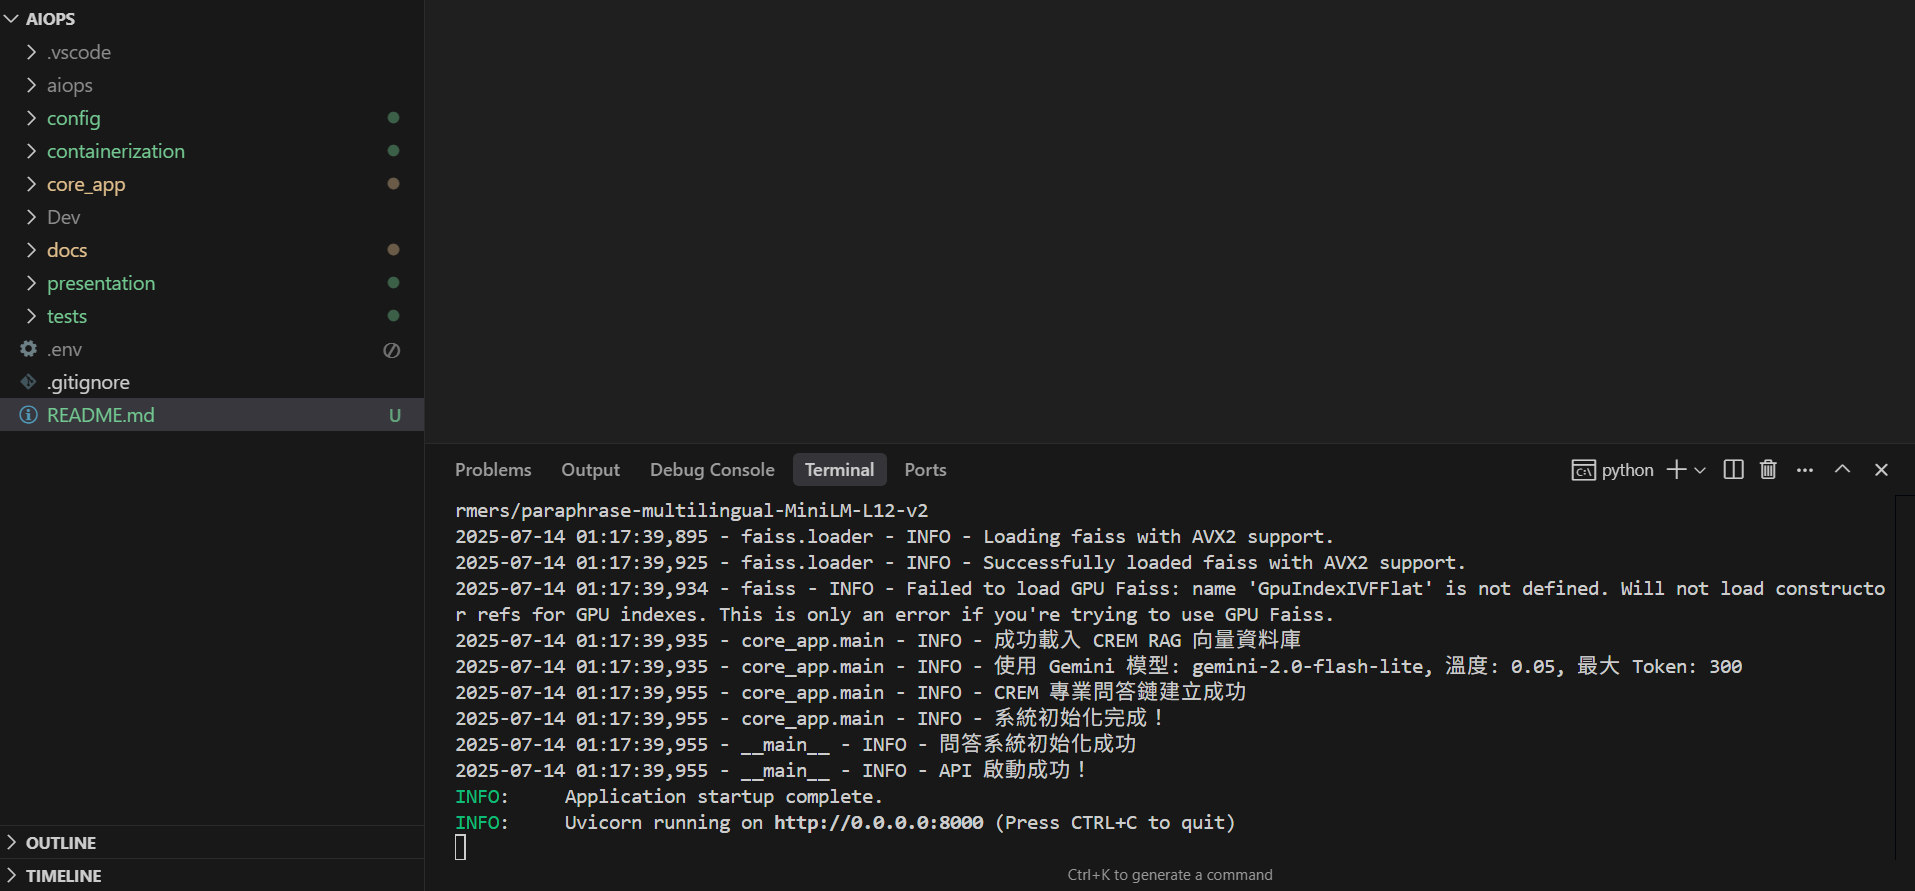 AIOPS
.vscode
aiops
config
containerization
core_app
Dev
docs
presentation
tests
.env
.gitignore
README.md U
OUTLINE
TIMELINE
Problems Output Debug Console Terminal Ports
python
rmers/paraphrase-multilingual-MiniLM-L12-v2
2025-07-14 01:17:39,895 - faiss.loader - INFO - Loading faiss with AVX2 support.
2025-07-14 01:17:39,925 - faiss.loader - INFO - Successfully loaded faiss with AVX2 support.
2025-07-14 01:17:39,934 - faiss - INFO - Failed to load GPU Faiss: name 'GpuIndexIVFFlat' is not defined. Will not load constructo
r refs for GPU indexes. This is only an error if you're trying to use GPU Faiss.
2025-07-14 01:17:39,935 - core_app.main - INFO - 成功載入 CREM RAG 向量資料庫
2025-07-14 01:17:39,935 - core_app.main - INFO - 使用 Gemini 模型: gemini-2.0-flash-lite, 溫度: 0.05, 最大 Token: 300
2025-07-14 01:17:39,955 - core_app.main - INFO - CREM 專業問答鏈建立成功
2025-07-14 01:17:39,955 - core_app.main - INFO - 系統初始化完成！
2025-07-14 01:17:39,955 - __main__ - INFO - 問答系統初始化成功
2025-07-14 01:17:39,955 - __main__ - INFO - API 啟動成功！
INFO: Application startup complete.
INFO: Uvicorn running on http://0.0.0.0:8000 (Press CTRL+C to quit)
Ctrl+K to generate a command